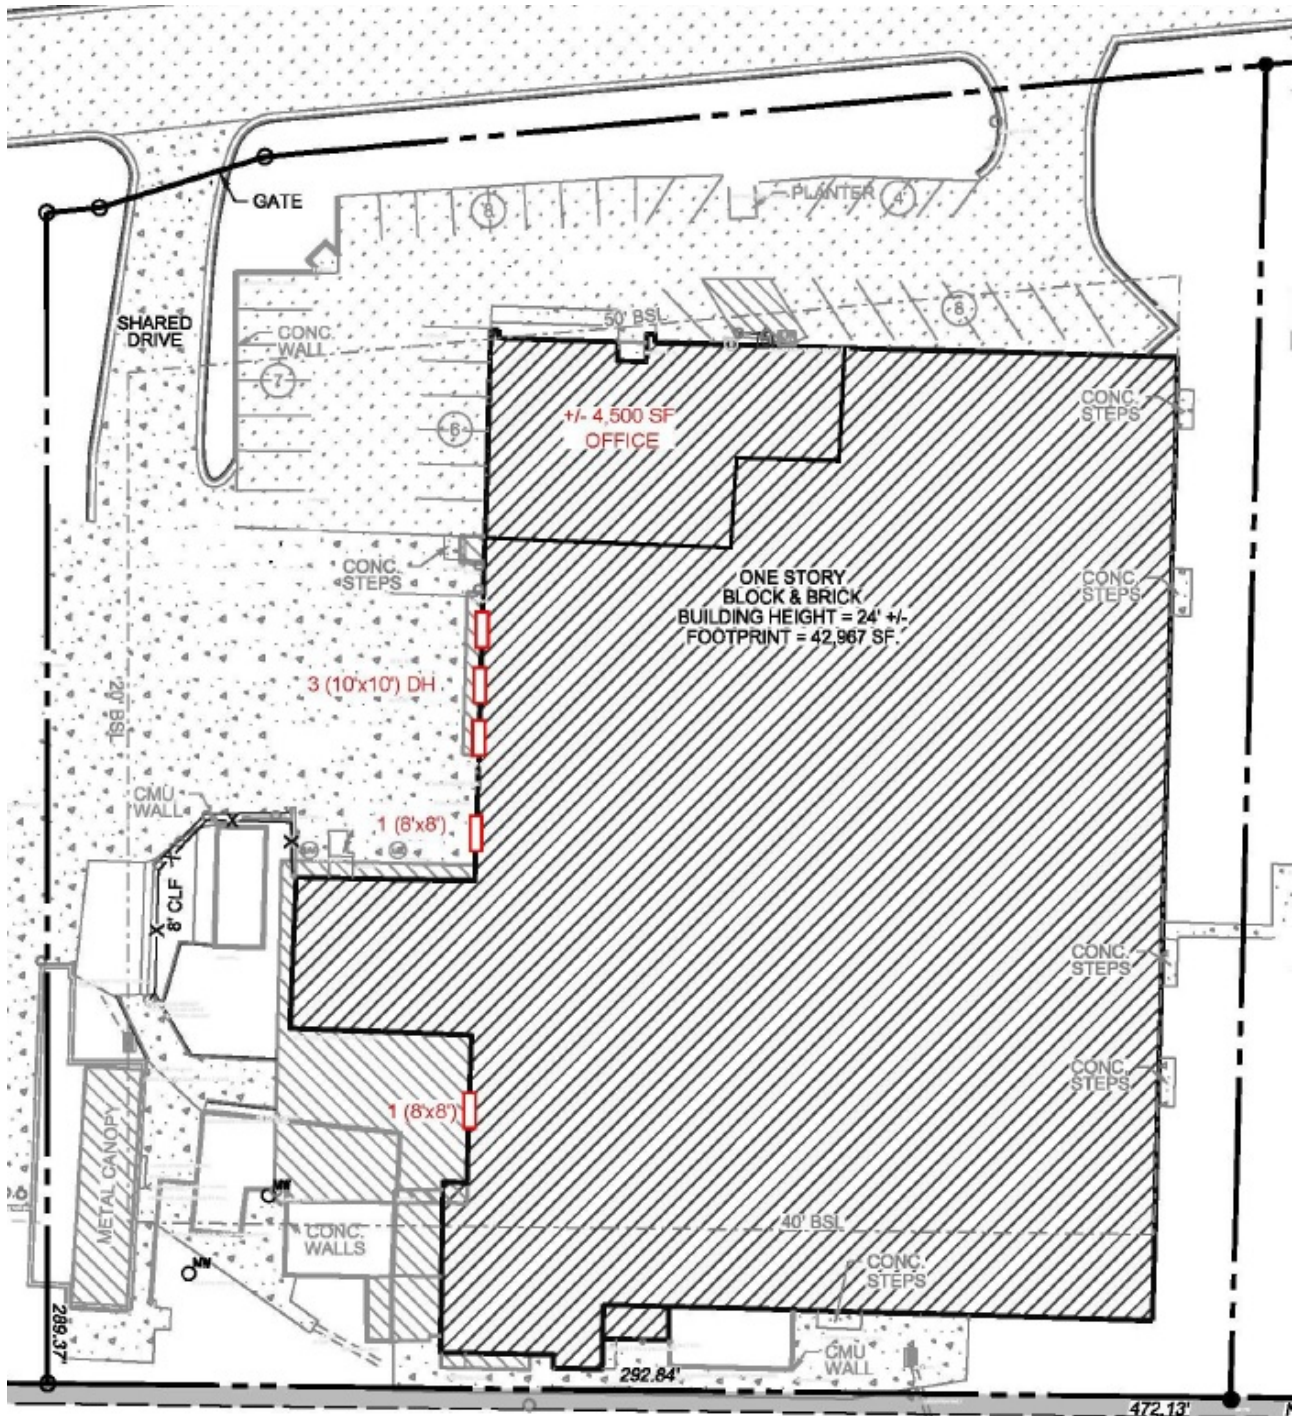 GATE
8
PLANTER
4
SHARED
DRIVE
CONC.
WALL
50' BSL
8
7
6
+/- 4,500 SF
OFFICE
CONC.
STEPS
CONC.
STEPS
ONE STORY
BLOCK & BRICK
BUILDING HEIGHT = 24' +/-
FOOTPRINT = 42,967 SF.
CONC.
STEPS
3 (10'x10') DH
20' BSL
CMU
WALL
1 (8'x8')
8' CLF
X
X
X
X
CONC.
STEPS
CONC.
STEPS
1 (8'x8')
METAL CANOPY
MW
CONC.
WALLS
MW
40' BSL
CONC.
STEPS
CMU
WALL
289.37'
292.84'
472.13'